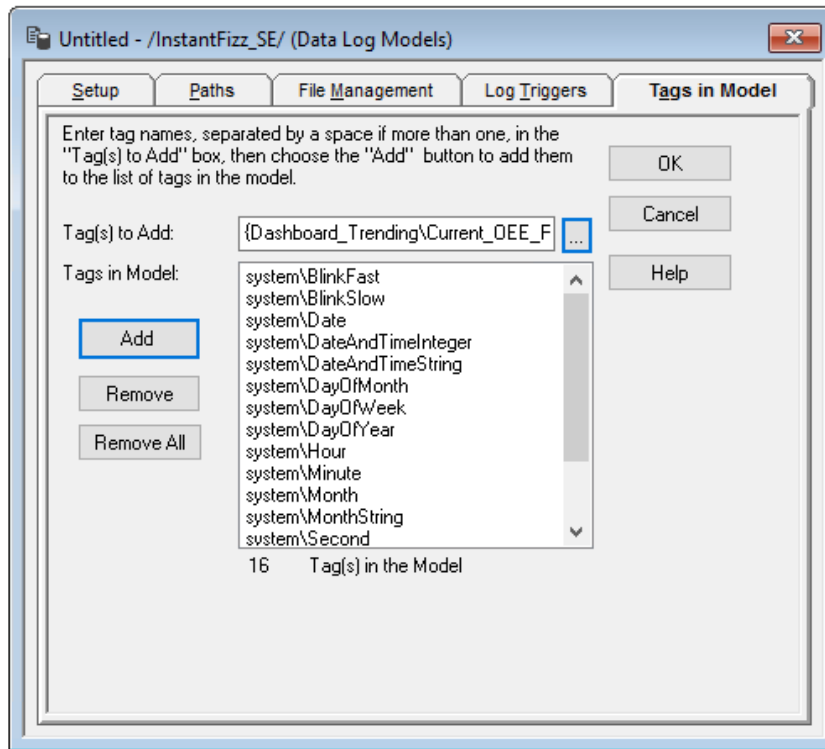 Untitled - /InstantFizz_SE/ (Data Log Models)
Setup Paths File Management Log Triggers Tags in Model
Enter tag names, separated by a space if more than one, in the
"Tag(s) to Add" box, then choose the "Add" button to add them
to the list of tags in the model.
OK
Cancel
Help
Tag(s) to Add: {Dashboard_Trending\Current_OEE_F ...
Tags in Model:
system\BlinkFast
system\BlinkSlow
system\Date
system\DateAndTimeInteger
system\DateAndTimeString
system\DayOfMonth
system\DayOfWeek
system\DayOfYear
system\Hour
system\Minute
system\Month
system\MonthString
system\Second
Add
Remove
Remove All
16 Tag(s) in the Model